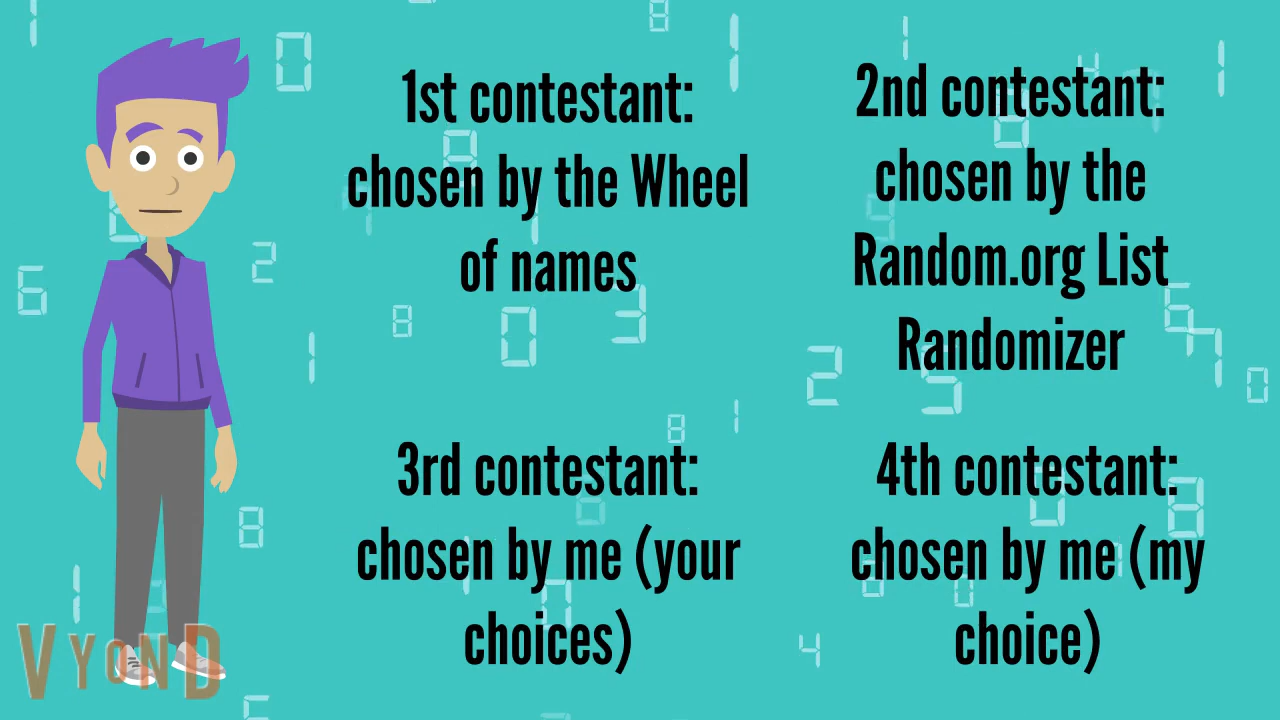 1st contestant:
chosen by the Wheel
of names
2nd contestant:
chosen by the
Random.org List
Randomizer
3rd contestant:
chosen by me (your
choices)
4th contestant:
chosen by me (my
choice)
VYOND